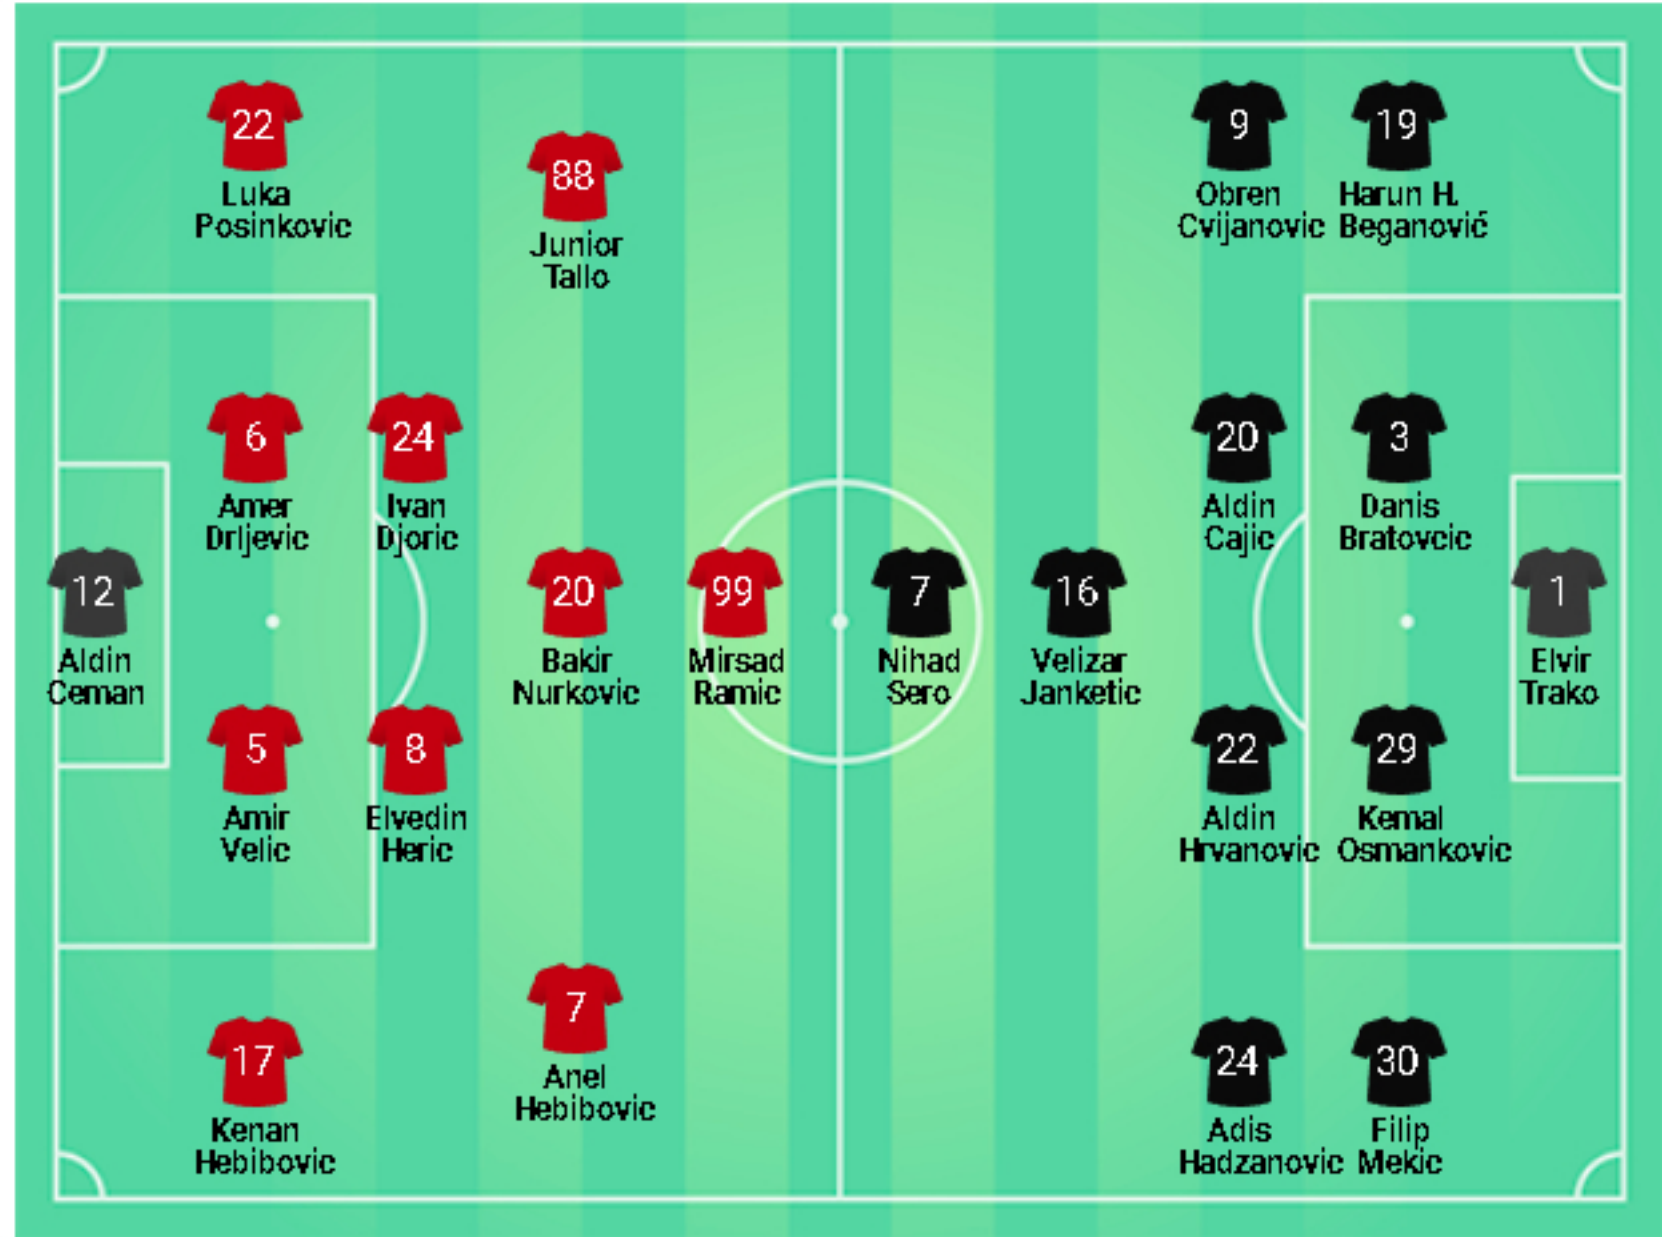 22
Luka
Posinkovic
88
Junior
Tallo
9
Obren
Cvijanovic
19
Harun H.
Beganović
6
Amer
Drljevic
24
Ivan
Djoric
20
Aldin
Cajic
3
Danis
Bratovcic
12
Aldin
Ceman
20
Bakir
Nurkovic
99
Mirsad
Ramic
7
Nihad
Sero
16
Velizar
Janketic
1
Elvir
Trako
5
Amir
Velic
8
Elvedin
Heric
22
Aldin
Hrvanovic
29
Kemal
Osmankovic
7
Anel
Hebibovic
17
Kenan
Hebibovic
24
Adis
Hadzanovic
30
Filip
Mekic